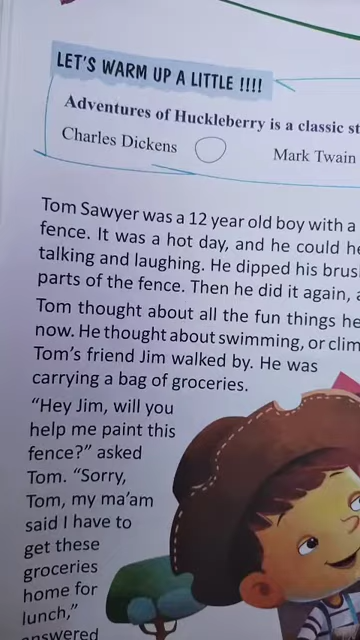 LET'S WARM UP A LITTLE !!!!
Adventures of Huckleberry is a classic
Charles Dickens
Mark Twain
Tom Sawyer was a 12 year old boy with a
fence. It was a hot day, and he could
talking and laughing. He dipped his
parts of the fence. Then he did it again,
Tom thought about all the fun things he
now. He thought about swimming, or
Tom's friend Jim walked by. He was
carrying a bag of groceries.
"Hey Jim, will you
help me paint this
fence?" asked
Tom. "Sorry,
Tom, my ma'am
said I have to
get these
groceries
home for
lunch,"
answered